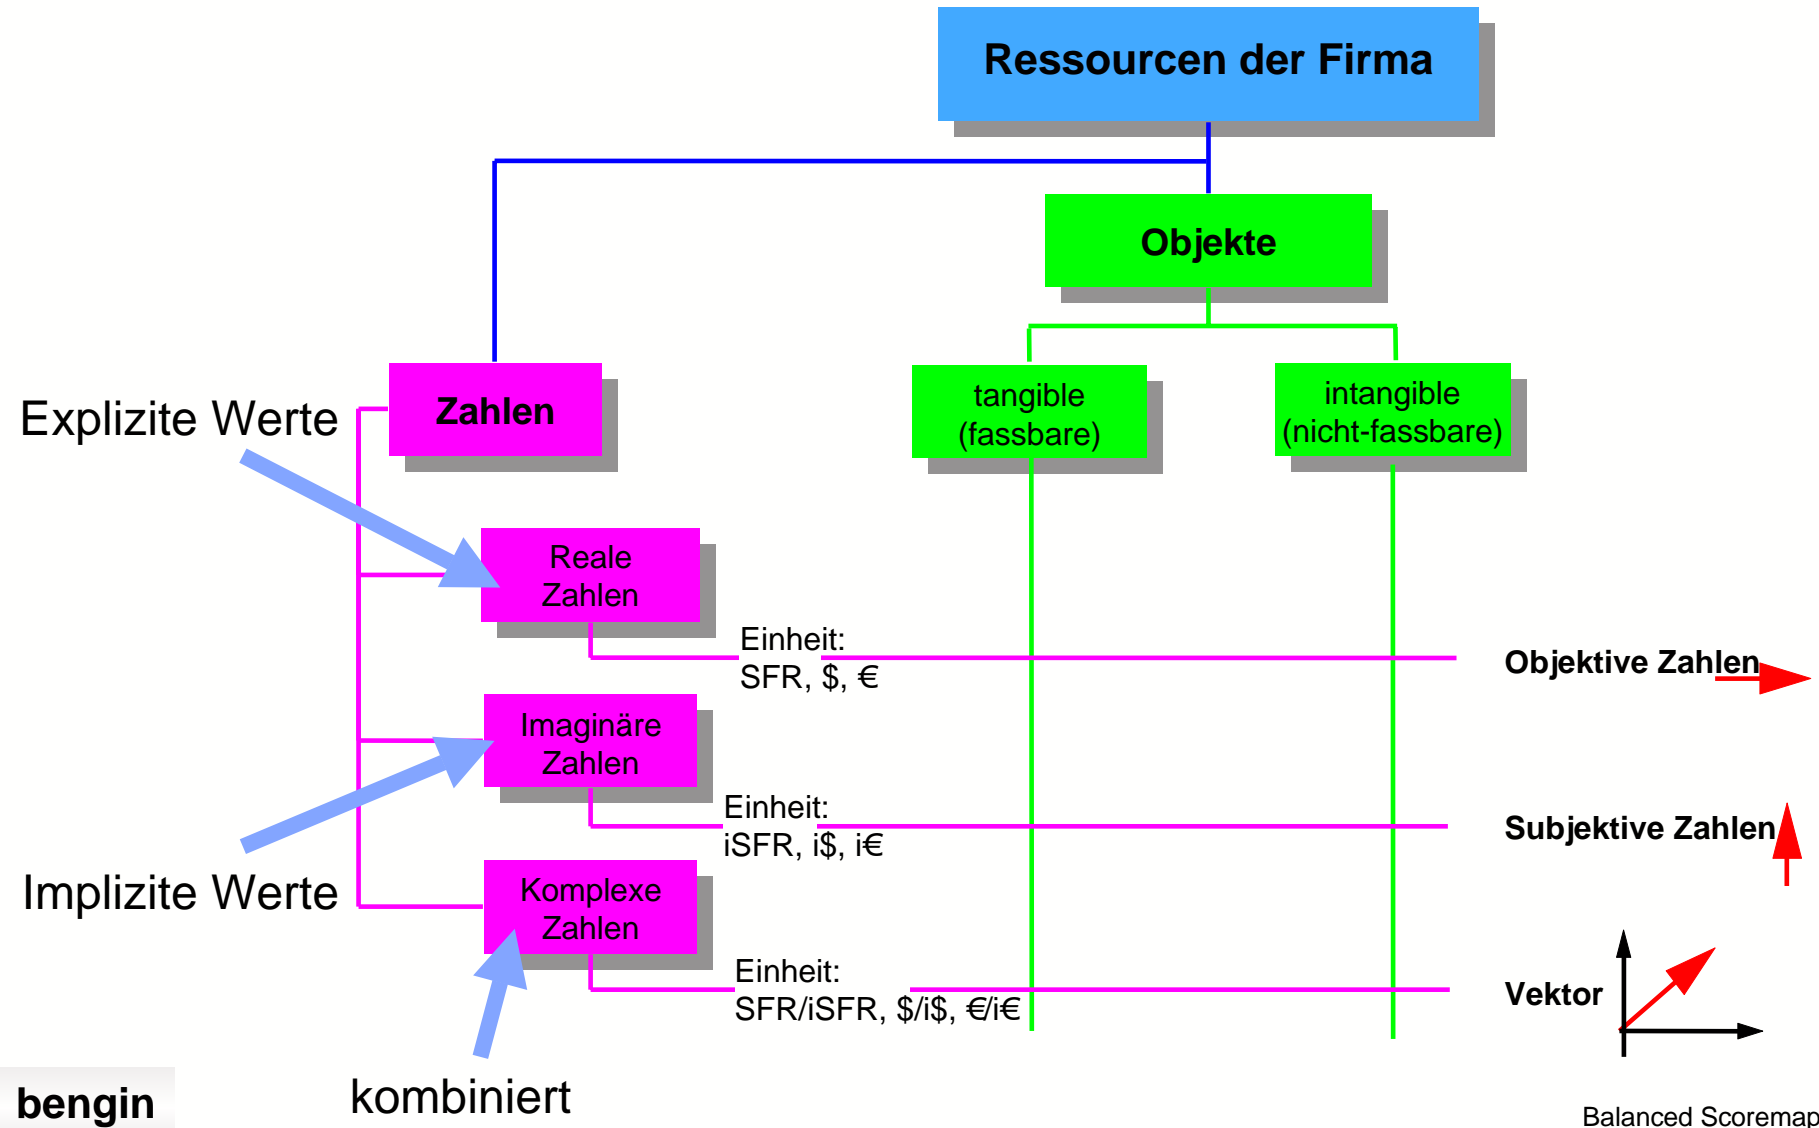 Ressourcen der Firma
Objekte
Zahlen
tangible
(fassbare)
intangible
(nicht-fassbare)
Explizite Werte
Reale
Zahlen
Einheit:
SFR, $, €
Objektive Zahlen
Imaginäre
Zahlen
Einheit:
iSFR, i$, i€
Subjektive Zahlen
Implizite Werte
Komplexe
Zahlen
Einheit:
SFR/iSFR, $/i$, €/i€
Vektor
kombiniert
bengin
Balanced Scoremap